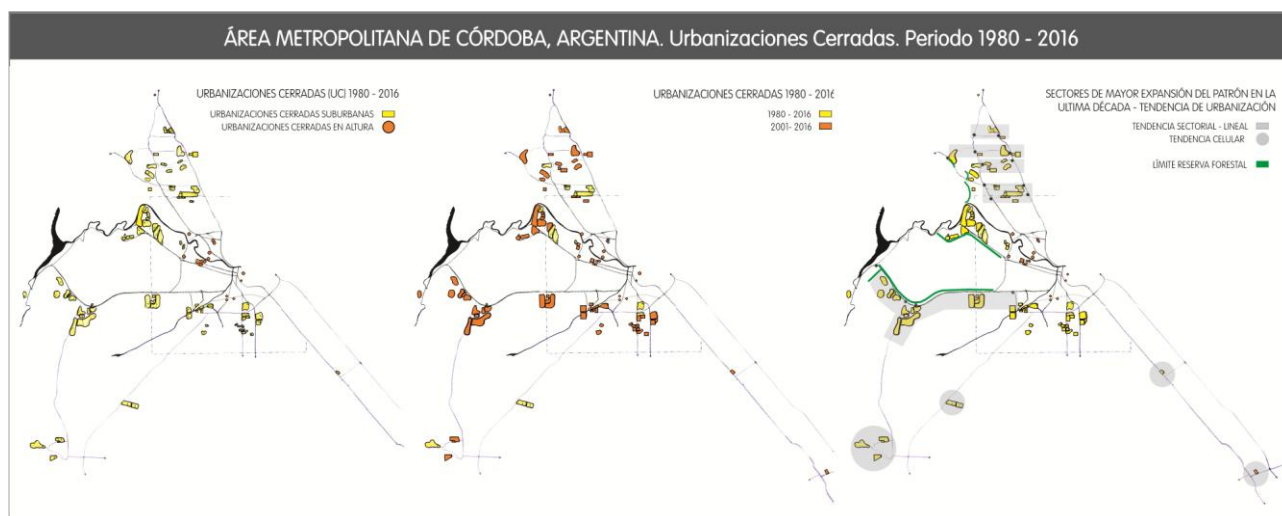 ÁREA METROPOLITANA DE CÓRDOBA, ARGENTINA. Urbanizaciones Cerradas. Periodo 1980 - 2016
URBANIZACIONES CERRADAS (UC) 1980 - 2016
URBANIZACIONES CERRADAS SUBURBANAS
URBANIZACIONES CERRADAS EN ALTURA
URBANIZACIONES CERRADAS 1980 - 2016
1980 - 2016
2001- 2016
SECTORES DE MAYOR EXPANSIÓN DEL PATRÓN EN LA
ULTIMA DÉCADA - TENDENCIA DE URBANIZACIÓN
TENDENCIA SECTORIAL - LINEAL
TENDENCIA CELULAR
LÍMITE RESERVA FORESTAL